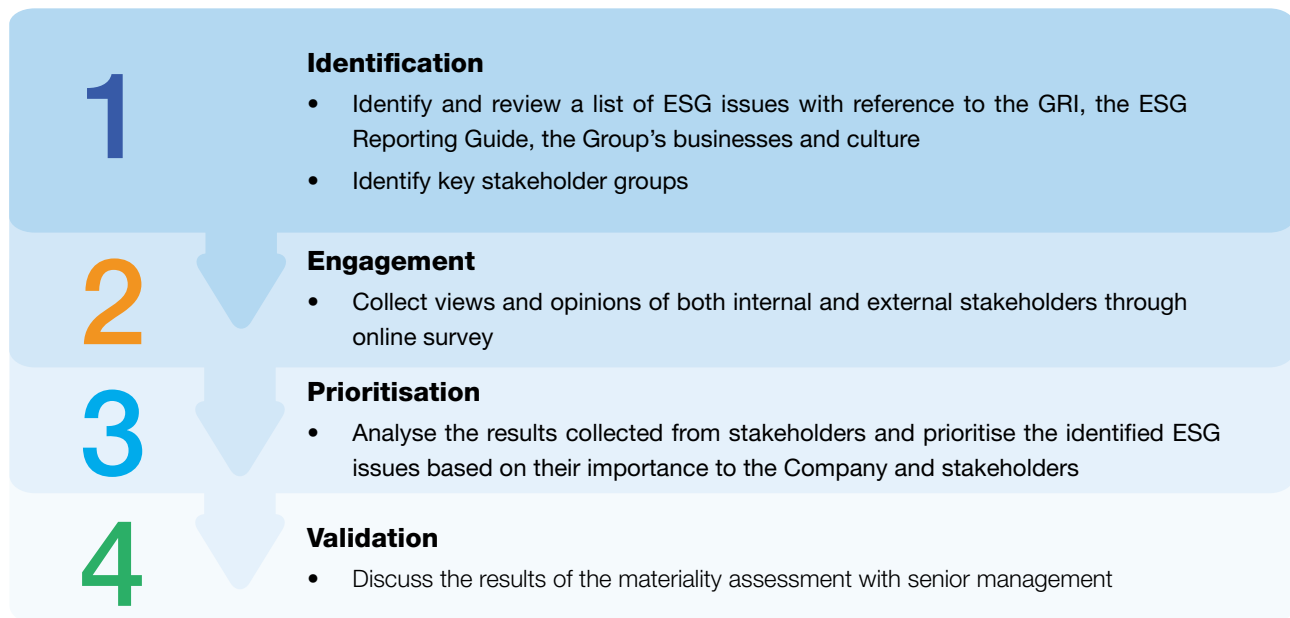 1
Identification
• Identify and review a list of ESG issues with reference to the GRI, the ESG
Reporting Guide, the Group's businesses and culture
• Identify key stakeholder groups
2
Engagement
• Collect views and opinions of both internal and external stakeholders through
online survey
3
Prioritisation
• Analyse the results collected from stakeholders and prioritise the identified ESG
issues based on their importance to the Company and stakeholders
4
Validation
• Discuss the results of the materiality assessment with senior management